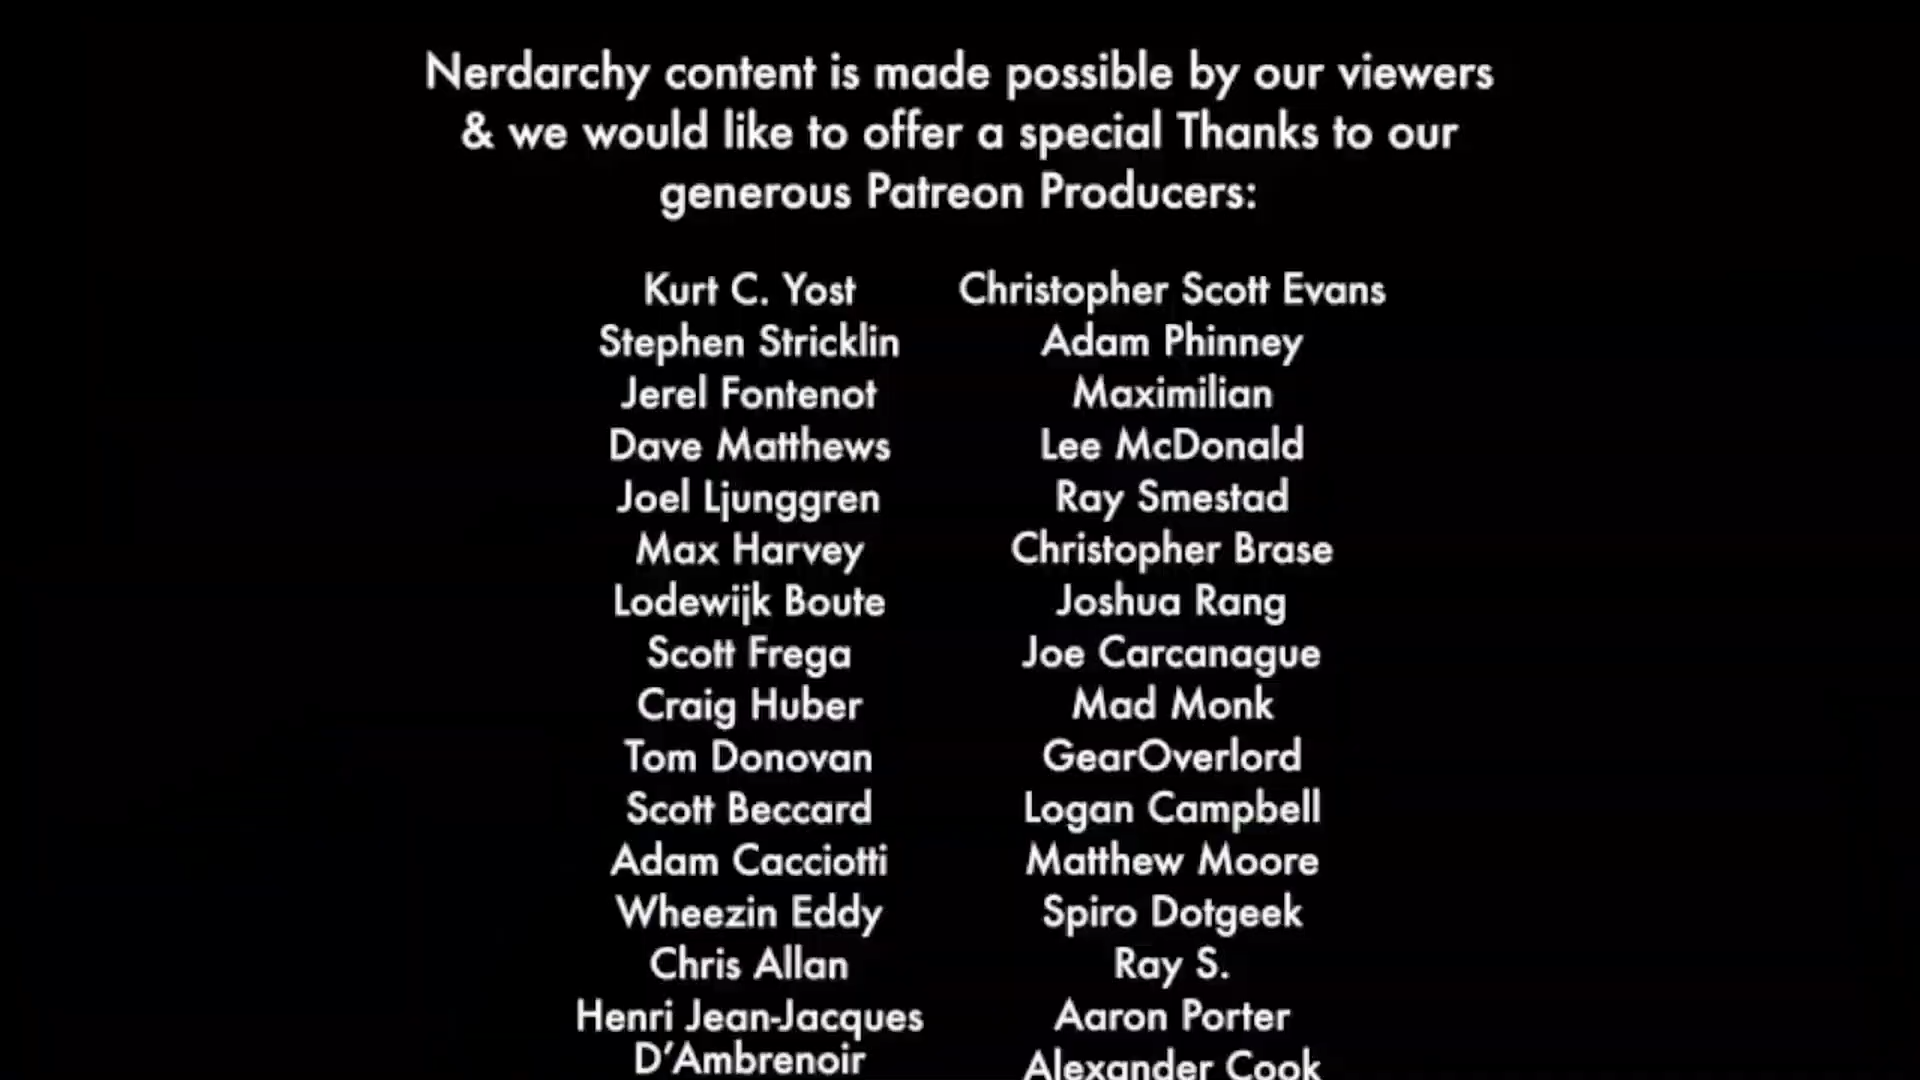 Nerdarchy content is made possible by our viewers
& we would like to offer a special Thanks to our
generous Patreon Producers:
Kurt C. Yost
Stephen Stricklin
Jerel Fontenot
Dave Matthews
Joel Ljunggren
Max Harvey
Lodewijk Boute
Scott Frega
Craig Huber
Tom Donovan
Scott Beccard
Adam Cacciotti
Wheezin Eddy
Chris Allan
Henri Jean-Jacques
D’Ambrenoir
Christopher Scott Evans
Adam Phinney
Maximilian
Lee McDonald
Ray Smestad
Christopher Brase
Joshua Rang
Joe Carcanague
Mad Monk
GearOverlord
Logan Campbell
Matthew Moore
Spiro Dotgeek
Ray S.
Aaron Porter
Alexander Cook